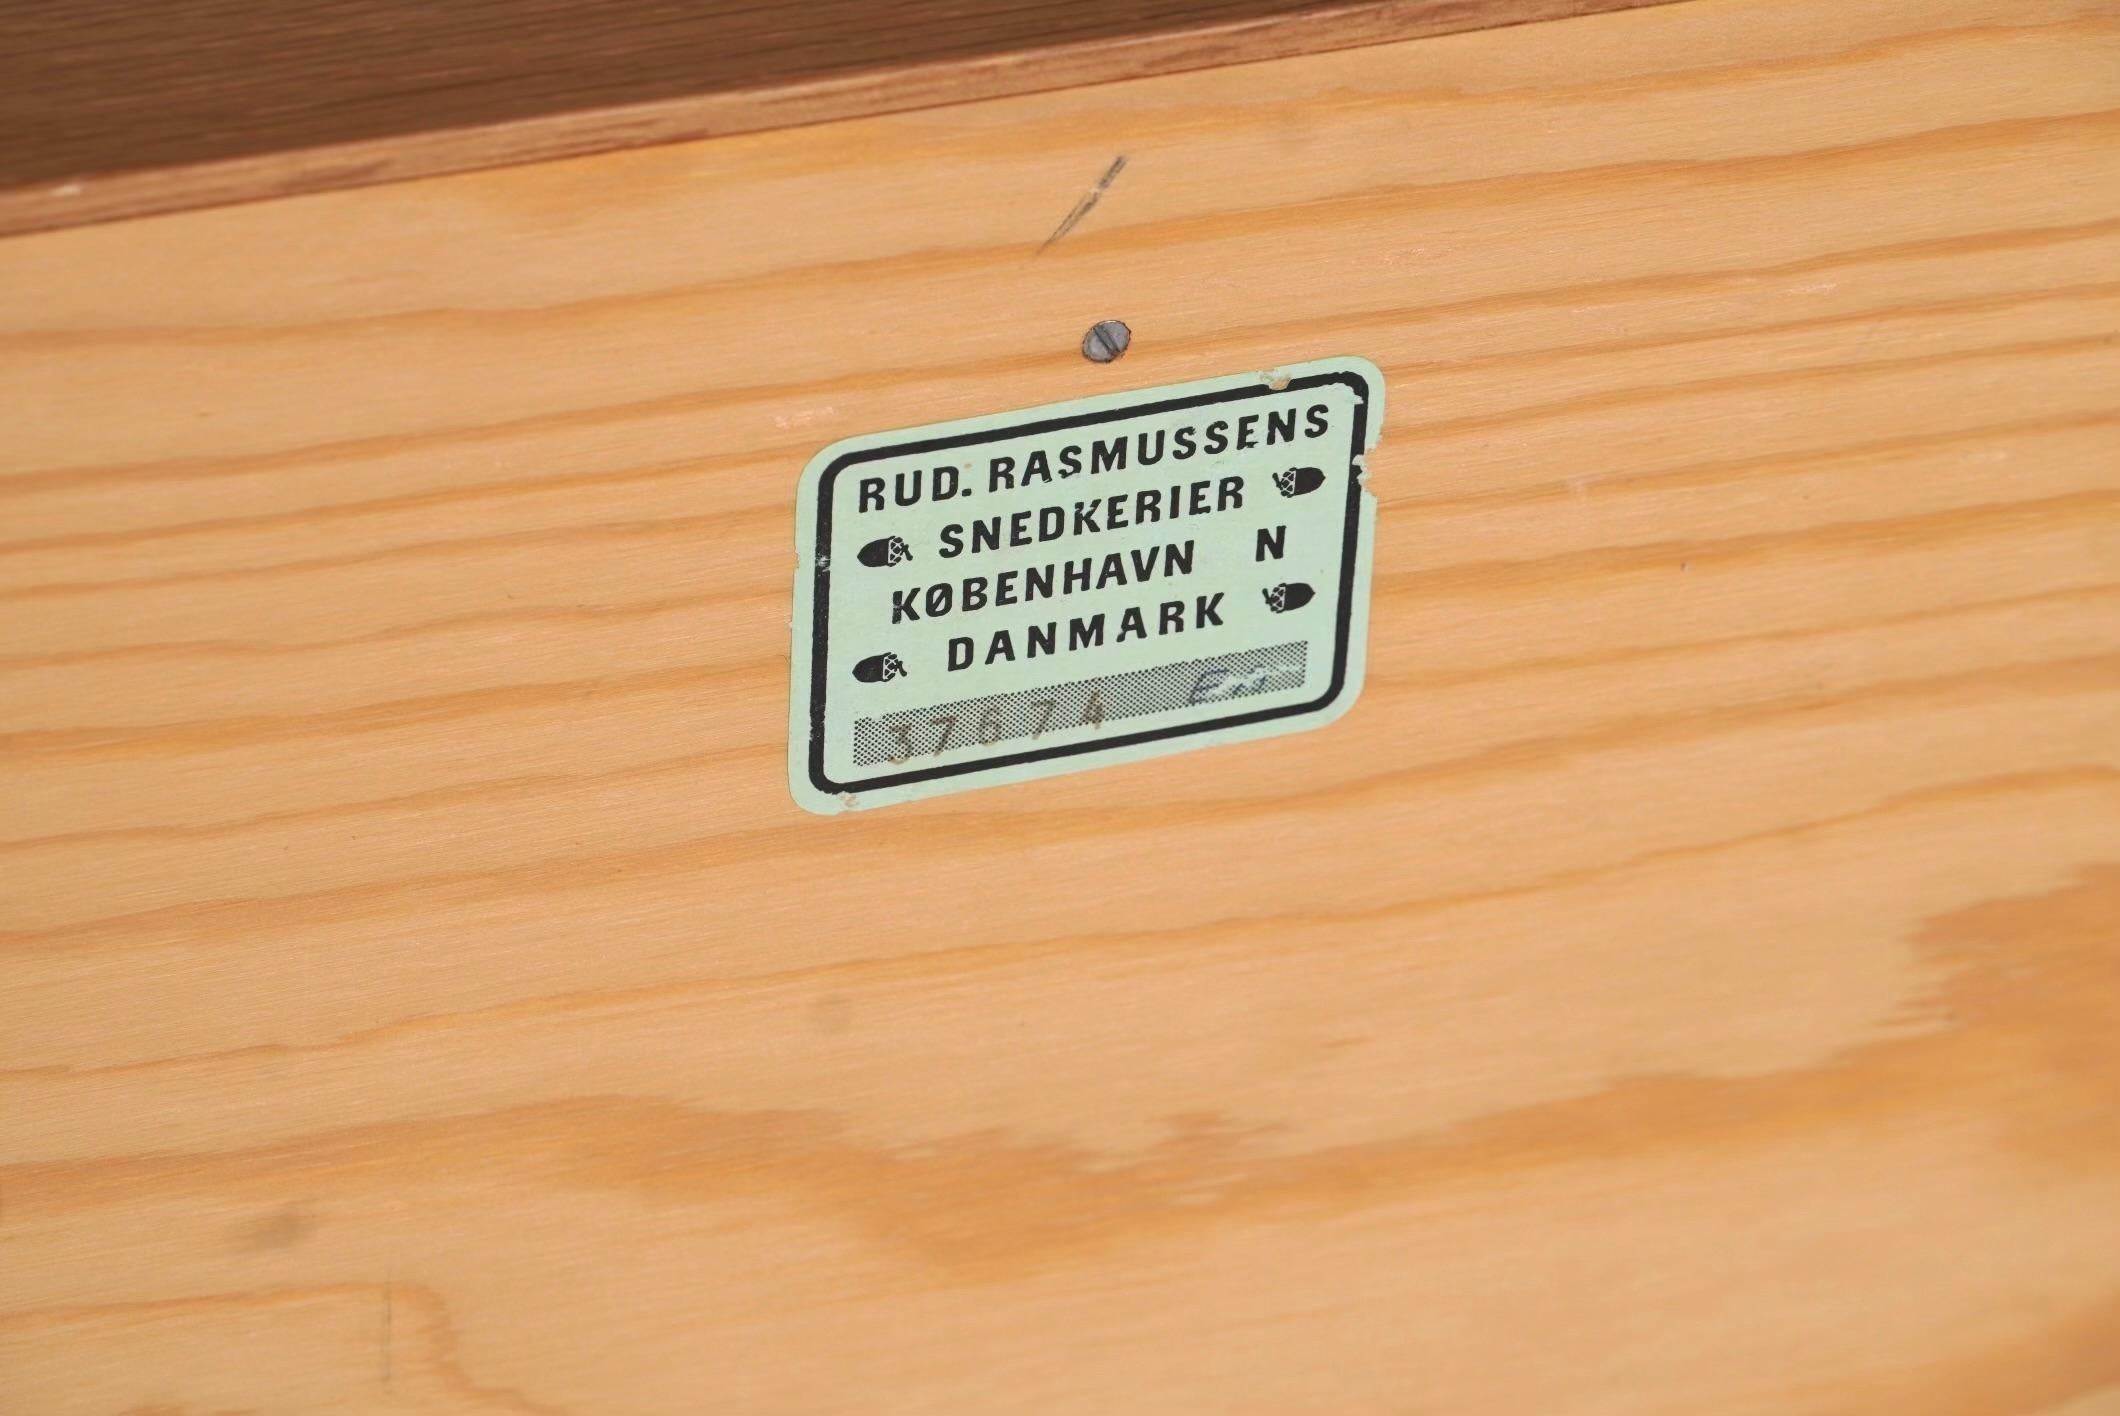 RUD. RASMUSSENS
SNEDKERIER
KØBENHAVN N
DANMARK
37674